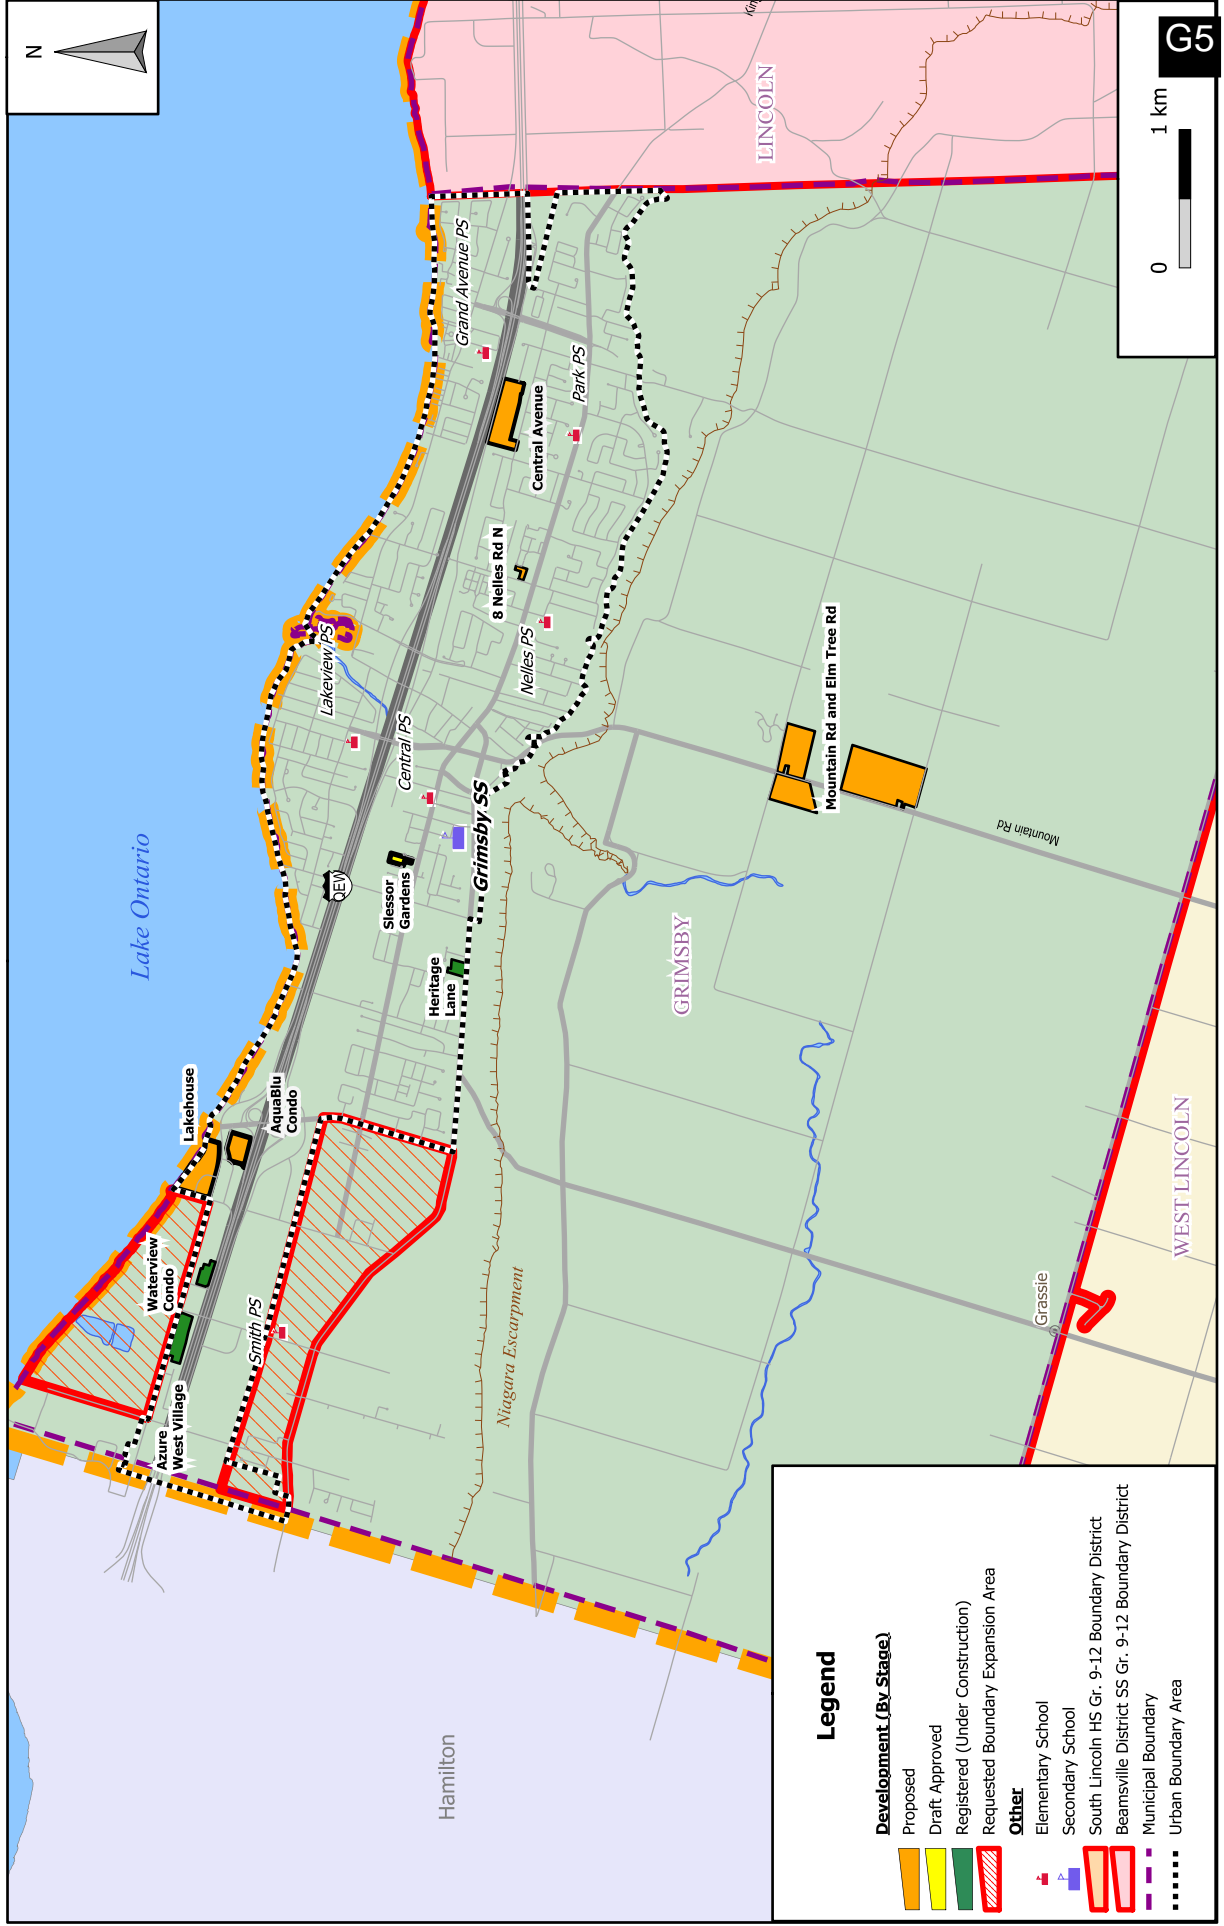 N
G5
0
1 km
Kin
LINCOLN
Lake Ontario
Grand Avenue PS
Central Avenue
Park PS
8 Nelles Rd N
Nelles PS
Lakeview PS
Central PS
Grimsby SS
QEW
Slessor
Gardens
Heritage
Lane
Lakehouse
AquaBlu
Condo
Waterview
Condo
Azure
West Village
Smith PS
Niagara Escarpment
GRIMSBY
Mountain Rd and Elm Tree Rd
Mountain Rd
Grassie
WEST LINCOLN
Hamilton
Legend
Development (By Stage)
Proposed
Draft Approved
Registered (Under Construction)
Requested Boundary Expansion Area
Other
Elementary School
Secondary School
South Lincoln HS Gr. 9-12 Boundary District
Beamsville District SS Gr. 9-12 Boundary District
Municipal Boundary
Urban Boundary Area